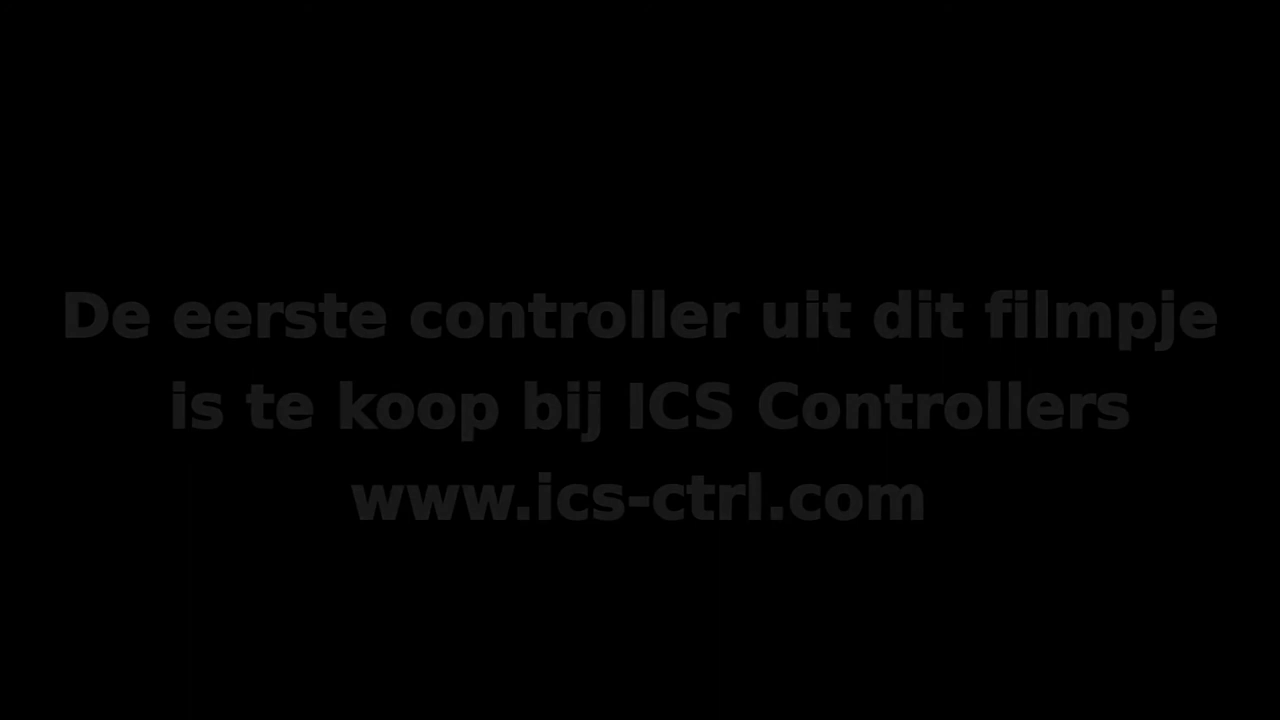 De eerste controller uit dit filmpje
is te koop bij ICS Controllers
www.ics-ctrl.com